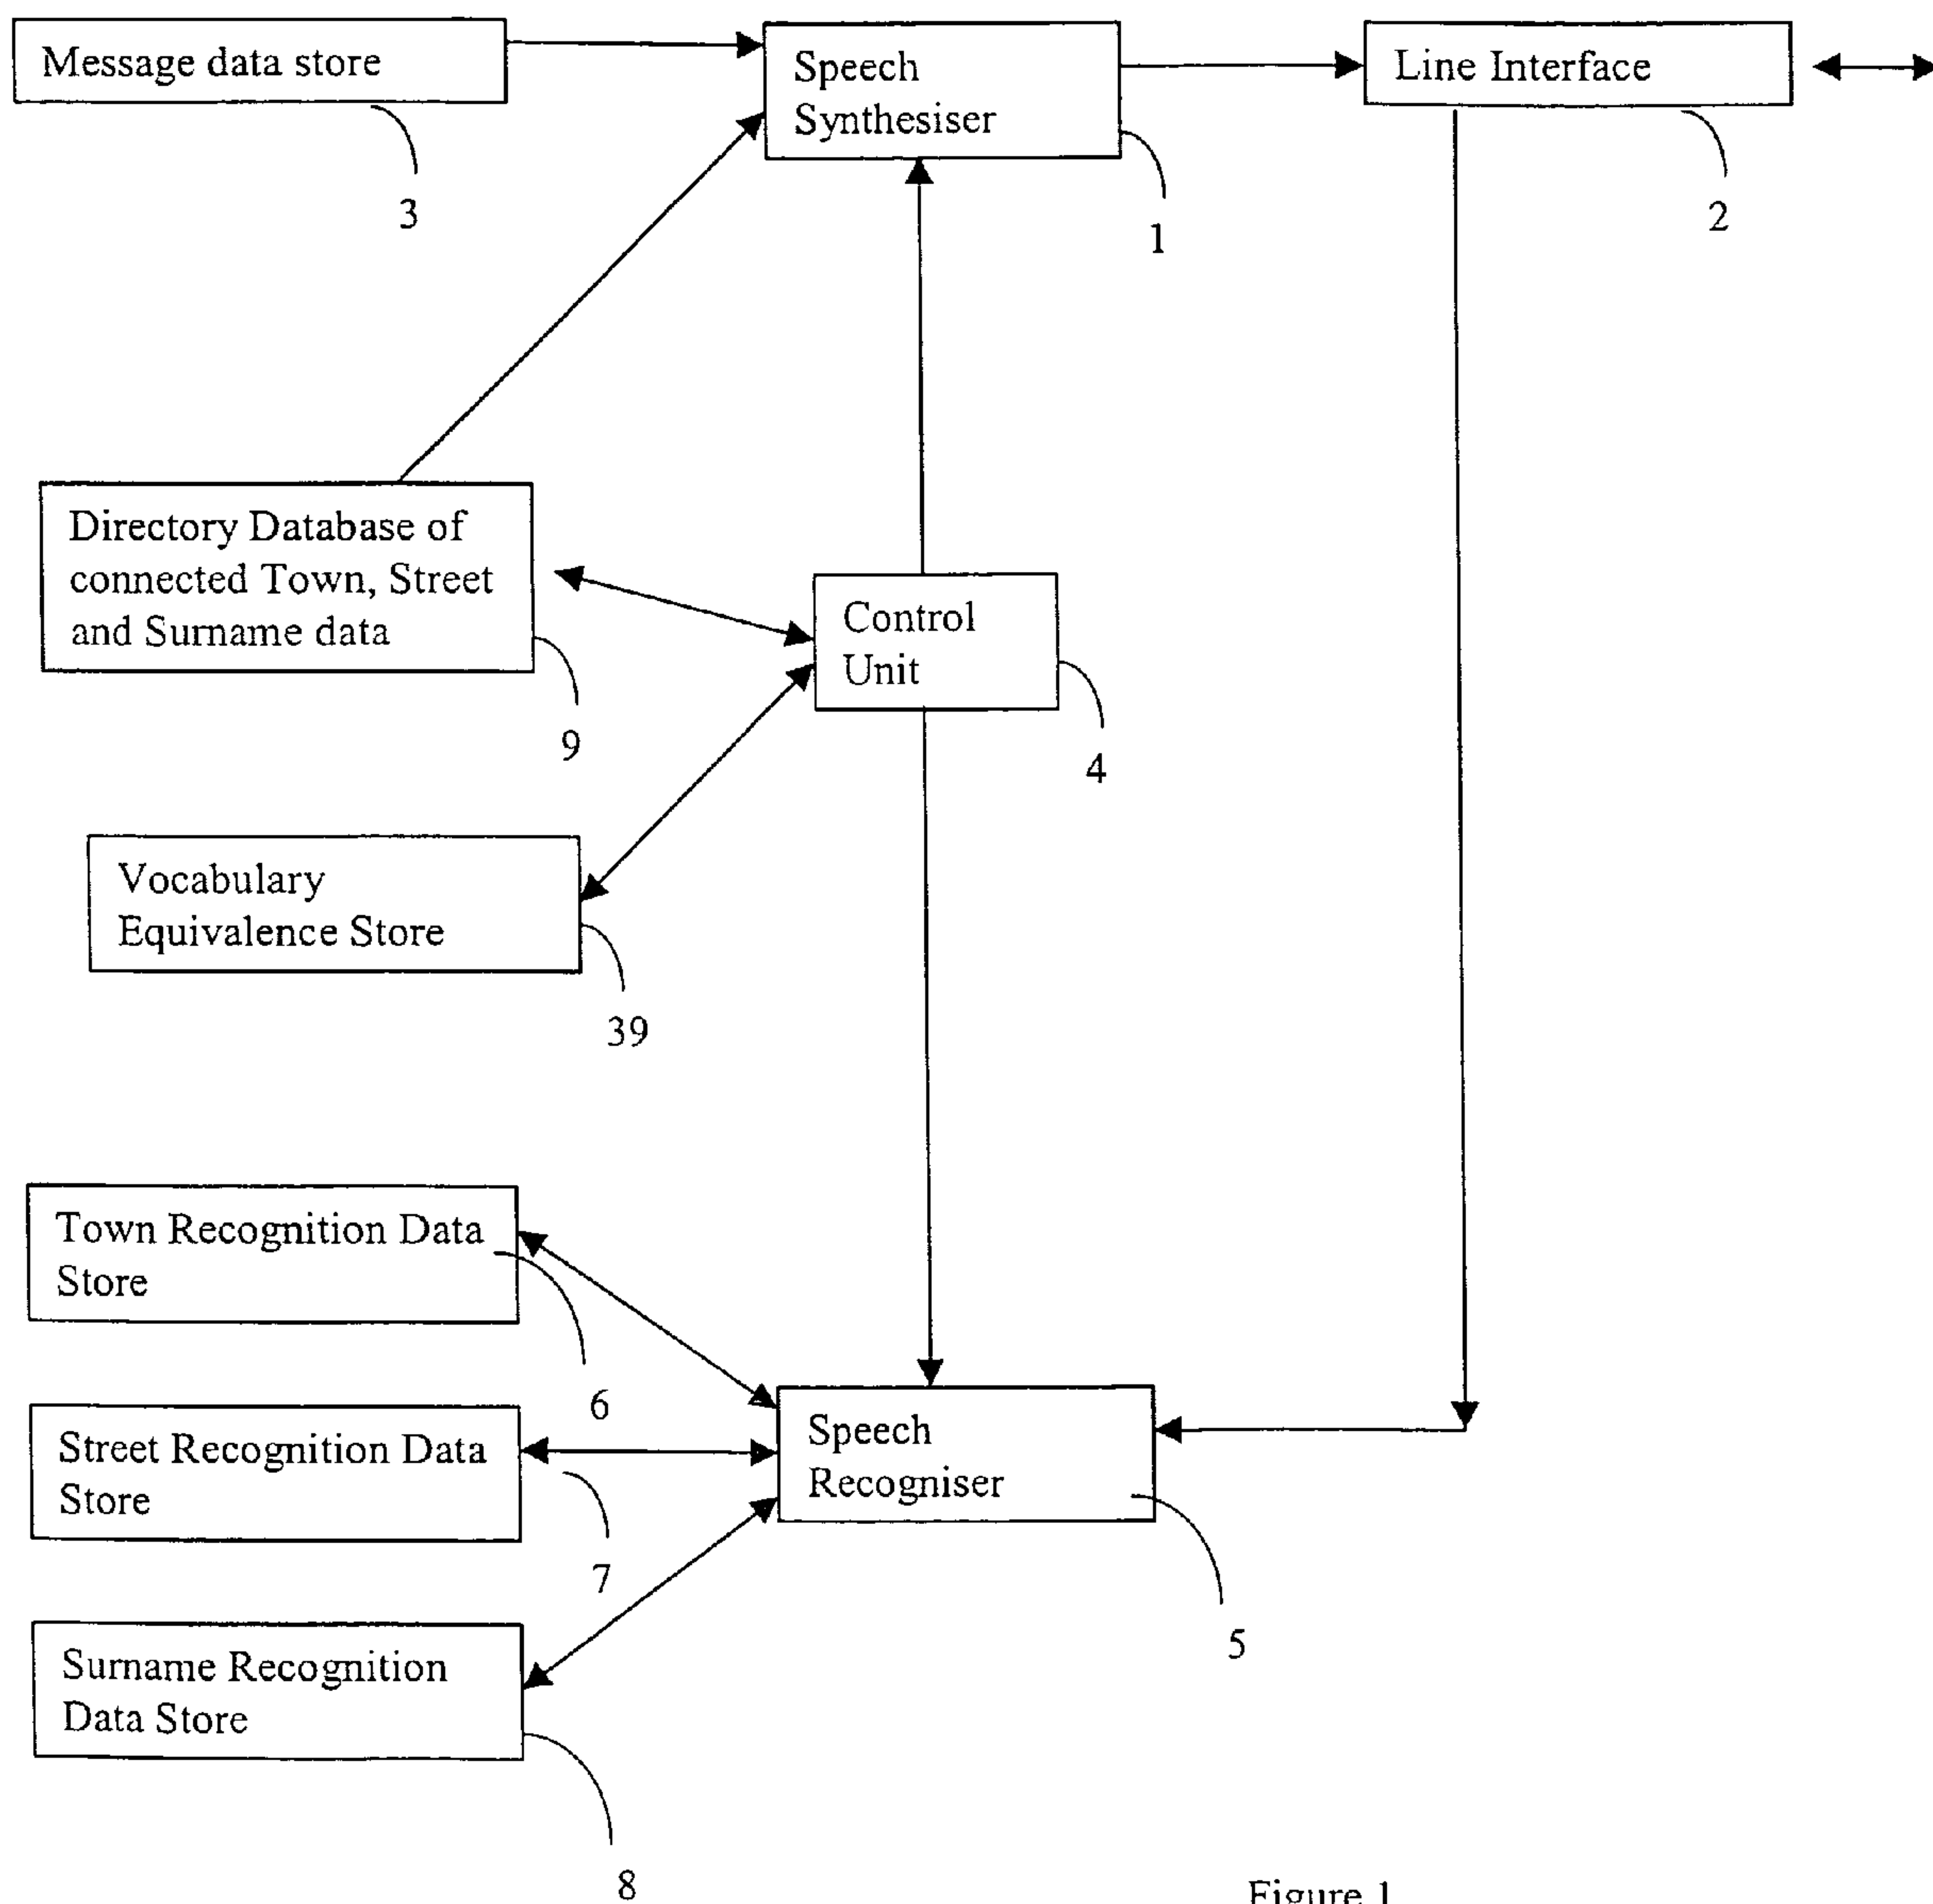 Message data store
3
Speech
Synthesiser
1
Line Interface
2
Directory Database of
connected Town, Street
and Surname data
9
Control
Unit
4
Vocabulary
Equivalence Store
39
Town Recognition Data
Store
6
Street Recognition Data
Store
7
Speech
Recogniser
5
Surname Recognition
Data Store
8
Figure 1